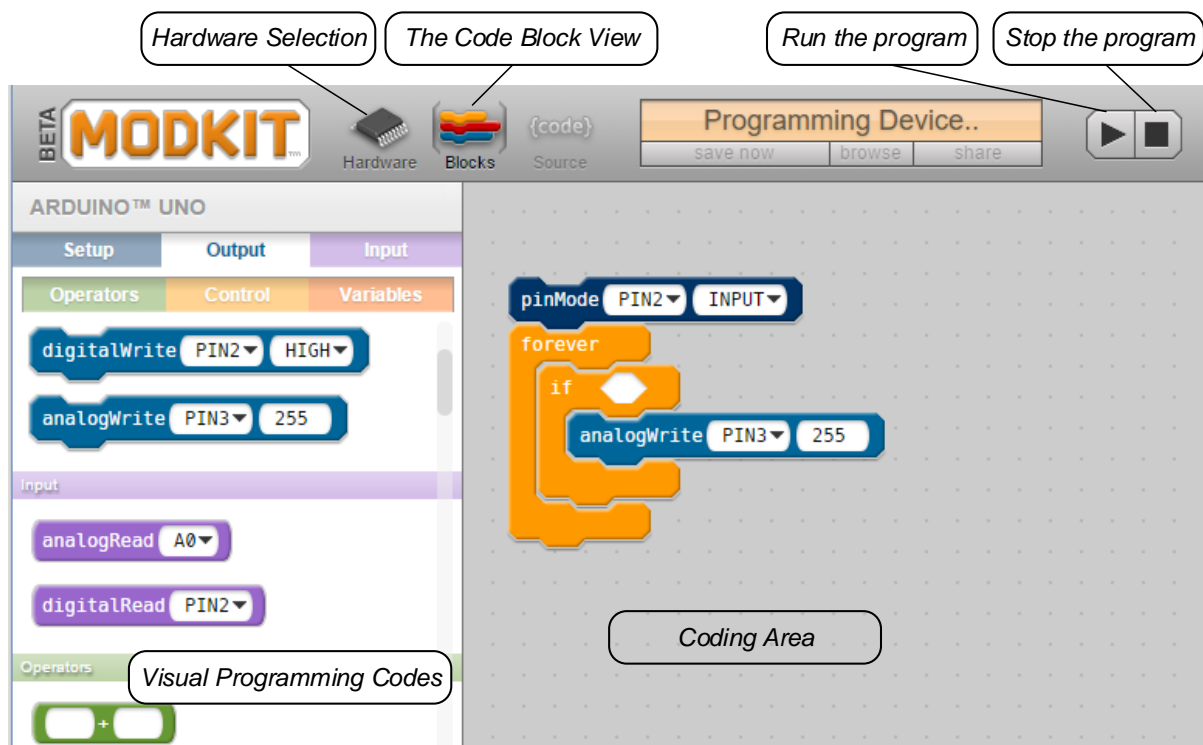 Hardware Selection
The Code Block View
Run the program
Stop the program
BETA
MODKIT™
Hardware
Blocks
{code}
Source
Programming Device..
save now browse share
ARDUINO™ UNO
Setup Output Input
Operators Control Variables
digitalWrite PIN2 HIGH
analogWrite PIN3 255
Input
analogRead A0
digitalRead PIN2
Operators
+
Visual Programming Codes
pinMode PIN2 INPUT
forever
if
analogWrite PIN3 255
Coding Area